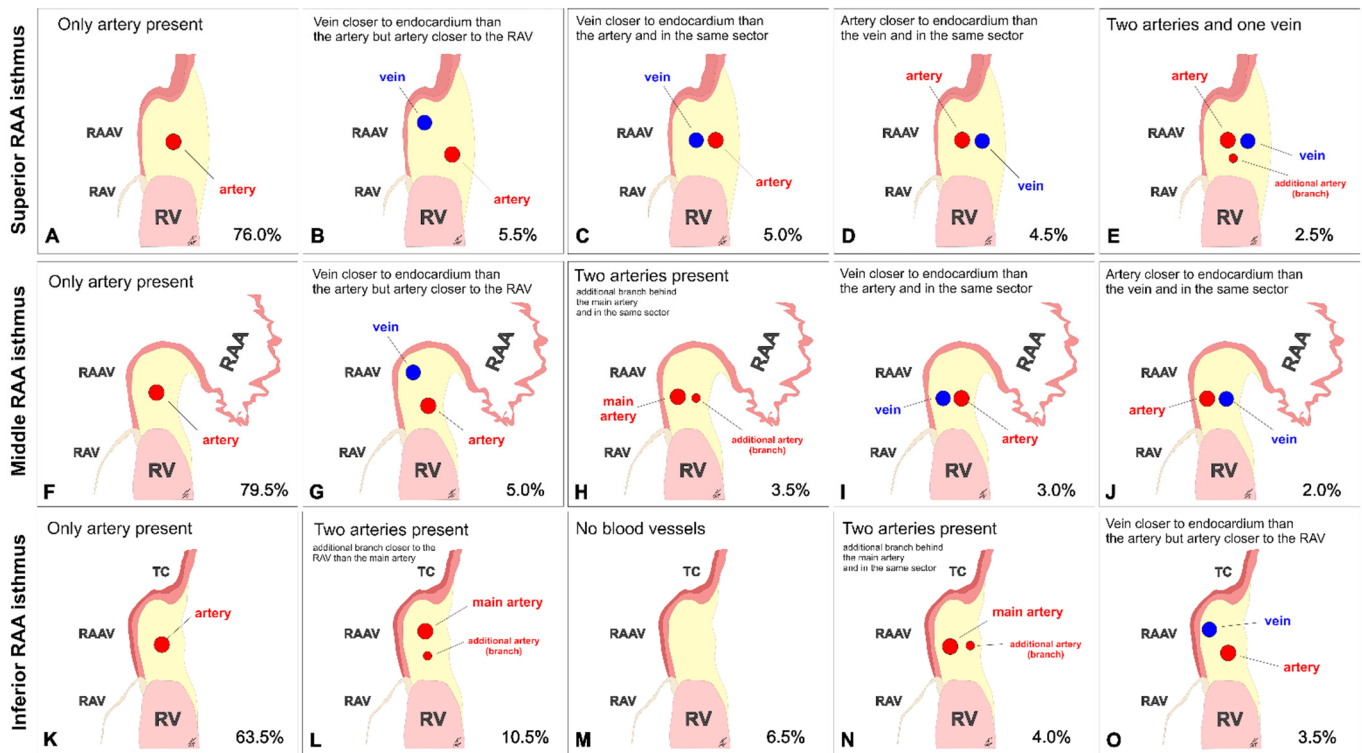 Superior RAA isthmus
Only artery present
RAAV
RAV
artery
RV
A
76.0%
Vein closer to endocardium than
the artery but artery closer to the RAV
vein
RAAV
RAV
artery
RV
B
5.5%
Vein closer to endocardium than
the artery and in the same sector
RAAV
RAV
artery
RV
C
5.0%
Artery closer to endocardium than
the vein and in the same sector
artery
RAAV
RAV
vein
RV
D
4.5%
Two arteries and one vein
artery
RAAV
vein
RAV
additional artery
(branch)
RV
E
2.5%
Middle RAA isthmus
Only artery present
RAA
RAAV
artery
RAV
RV
F
79.5%
Vein closer to endocardium than
the artery but artery closer to the RAV
vein
RAA
RAAV
artery
RAV
RV
G
5.0%
Two arteries present
additional branch behind
the main artery
and in the same sector
RAA
RAAV
main
artery
additional artery
(branch)
RAV
RV
H
3.5%
Vein closer to endocardium than
the artery and in the same sector
RAA
RAAV
vein
artery
RAV
RV
I
3.0%
Artery closer to endocardium than
the vein and in the same sector
RAA
RAAV
artery
vein
RAV
RV
J
2.0%
Inferior RAA isthmus
Only artery present
TC
artery
RAAV
RAV
RV
K
63.5%
Two arteries present
additional branch closer to the
RAV than the main artery
TC
main artery
RAAV
additional artery
(branch)
RAV
RV
L
10.5%
No blood vessels
TC
RAAV
RAV
RV
M
6.5%
Two arteries present
additional branch behind
the main artery
and in the same sector
TC
main artery
RAAV
additional artery
(branch)
RAV
RV
N
4.0%
Vein closer to endocardium than
the artery but artery closer to the RAV
TC
vein
RAAV
artery
RAV
RV
O
3.5%